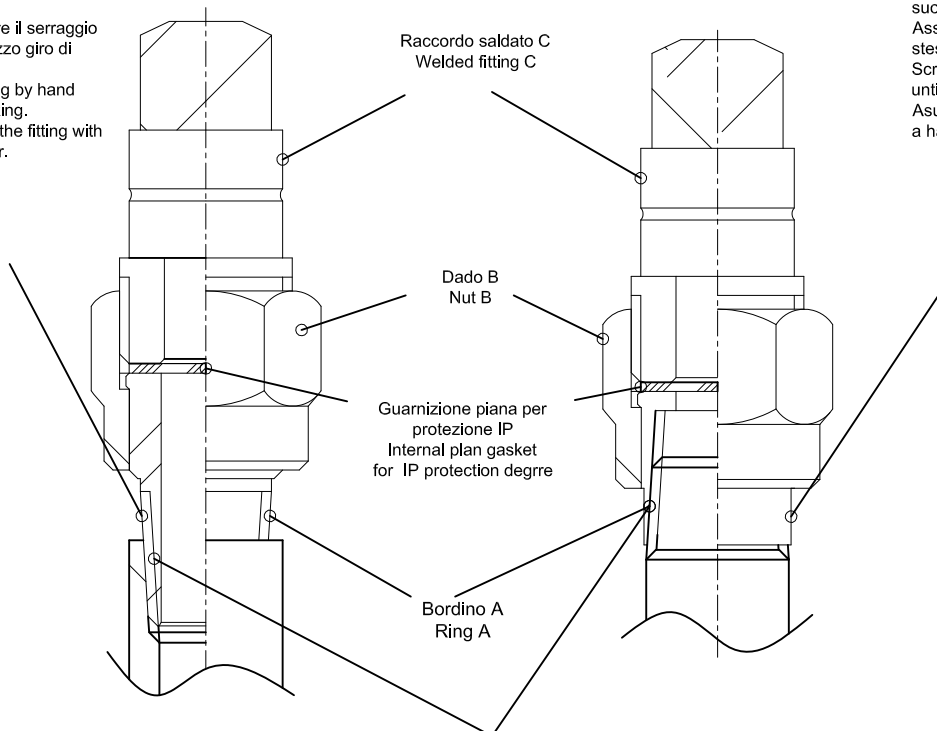 re il serraggio
zzo giro di
g by hand
ing.
the fitting with
r.
Raccordo saldato C
Welded fitting C
Dado B
Nut B
Guarnizione piana per
protezione IP
Internal plan gasket
for IP protection degrre
Bordino A
Ring A
suc
Ass
stes
Scr
unti
Asu
a ha